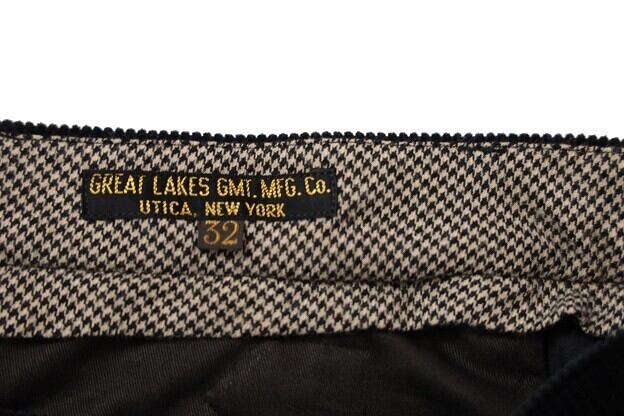 GREAT LAKES GMT. MFG. Co.
UTICA, NEW YORK
32